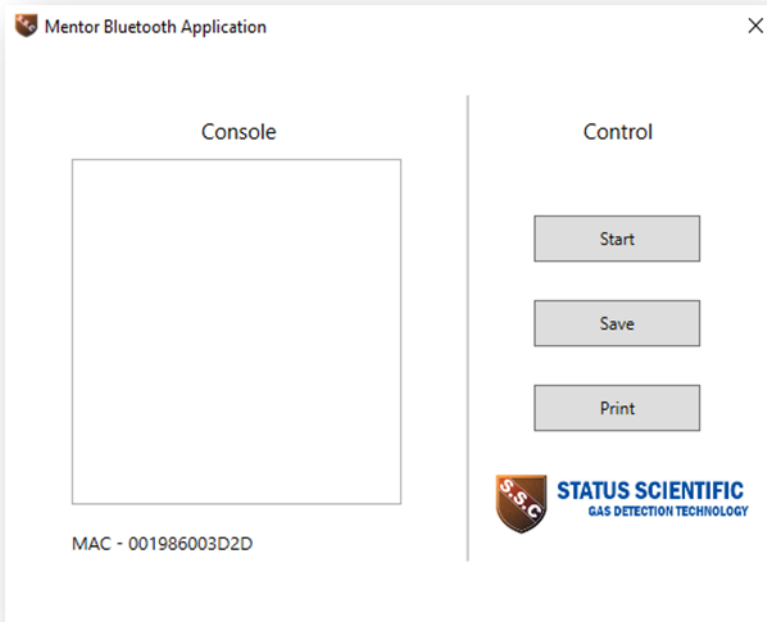 Mentor Bluetooth Application
Console
MAC - 001986003D2D
Control
Start
Save
Print
S.S.C
STATUS SCIENTIFIC
GAS DETECTION TECHNOLOGY